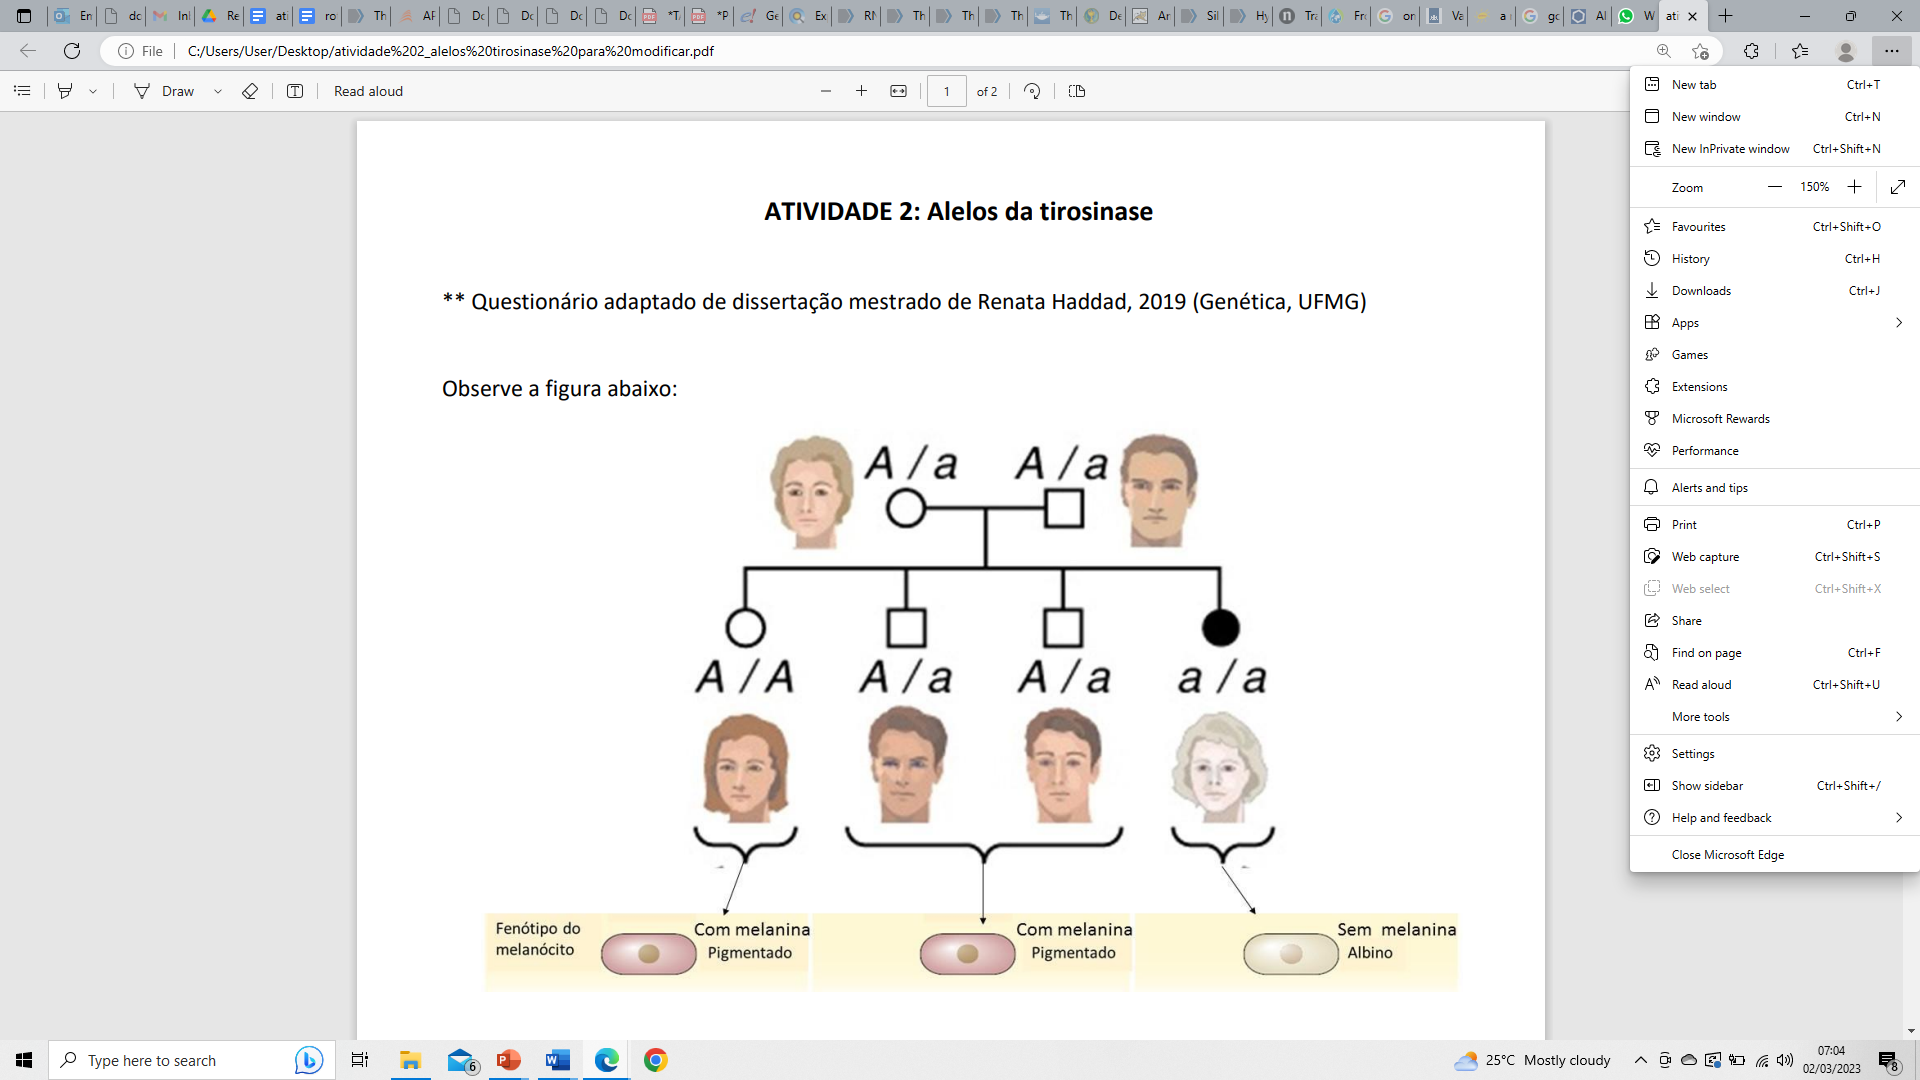 File
C:/Users/User/Desktop/atividade%202_alelos%20tirosinase%20para%20modificar.pdf
Draw
Read aloud
1
of 2
ATIVIDADE 2: Alelos da tirosinase
** Questionário adaptado de dissertação mestrado de Renata Haddad, 2019 (Genética, UFMG)
Observe a figura abaixo:
A / a A / a
A / A A / a A / a a / a
Fenótipo do
melanócito
Com melanina
Pigmentado
Com melanina
Pigmentado
Sem melanina
Albino
New tab Ctrl+T
New window Ctrl+N
New InPrivate window Ctrl+Shift+N
Zoom 150%
Favourites Ctrl+Shift+O
History Ctrl+H
Downloads Ctrl+J
Apps
Games
Extensions
Microsoft Rewards
Performance
Alerts and tips
Print Ctrl+P
Web capture Ctrl+Shift+S
Web select Ctrl+Shift+X
Share
Find on page Ctrl+F
Read aloud Ctrl+Shift+U
More tools
Settings
Show sidebar Ctrl+Shift+/
Help and feedback
Close Microsoft Edge
Type here to search
6
25°C Mostly cloudy
07:04
02/03/2023
8